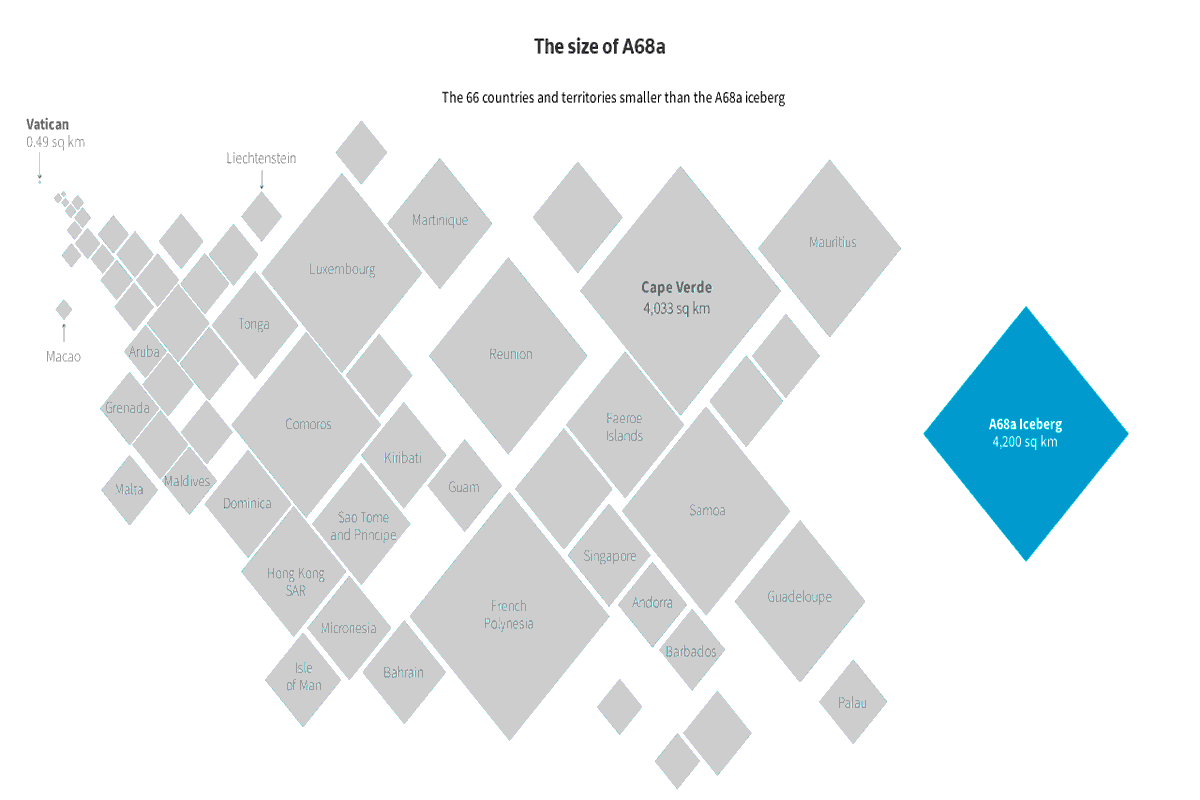 The size of A68a
The 66 countries and territories smaller than the A68a iceberg
Vatican
0.49 sq km
Liechtenstein
Martinique
Luxembourg
Mauritius
Cape Verde
4,033 sq km
Tonga
Reunion
Aruba
Macao
Grenada
Comoros
Faeroe
Islands
A68a Iceberg
4,200 sq km
Kiribati
Malta
Maldives
Guam
Dominica
Sao Tome
and Principe
Samoa
Singapore
Hong Kong
SAR
French
Polynesia
Andorra
Guadeloupe
Micronesia
Barbados
Isle
of Man
Bahrain
Palau